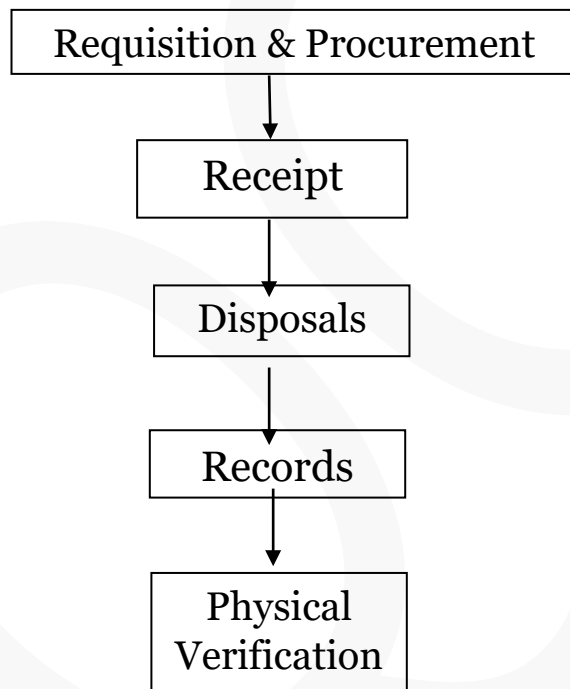 Requisition & Procurement
Receipt
Disposals
Records
Physical
Verification